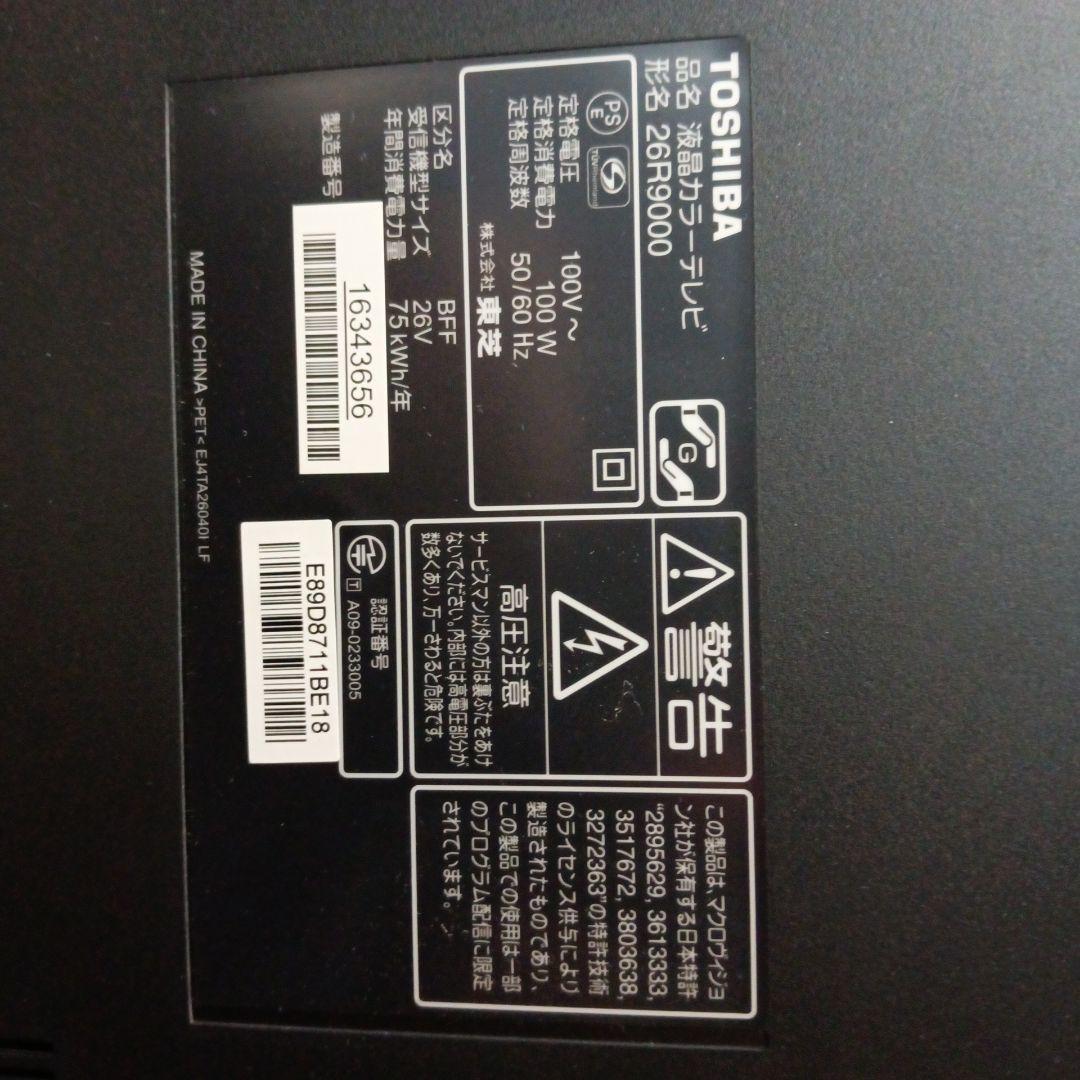 TOSHIBA
品名 液晶カラーテレビ
形名 26R9000
G
PS
E
TÜVRheinland
定格電圧 100V～
定格消費電力 100W
定格周波数 50/60 Hz
株式会社 東芝
区分名 BFF
受信機型サイズ 26V
年間消費電力量 75kWh/年
製造番号
16343656
MADE IN CHINA >PET< EJ4TA26040I LF
警告
高圧注意
サービスマン以外の方は裏ぶたをあけ
ないでください。内部には高電圧部分が
数多くあり、万一さわると危険です。
認証番号
T A09-0233005
E89D8711BE18
この製品は、マクロヴィジョ
ン社が保有する日本特許
"2895629, 3613333,
3517672, 3803638,
3272363"の特許技術
のライセンス供与により
製造されたものであり、
この製品での使用は一部
のプログラム配信に限定
されています。